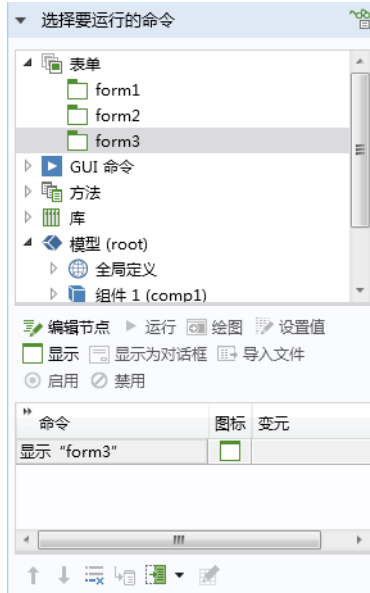 选择要运行的命令
表单
form1
form2
form3
GUI 命令
方法
库
模型 (root)
全局定义
组件 1 (comp1)
编辑节点 运行 绘图 设置值
显示 显示为对话框 导入文件
启用 禁用
命令 图标 变元
显示 "form3"